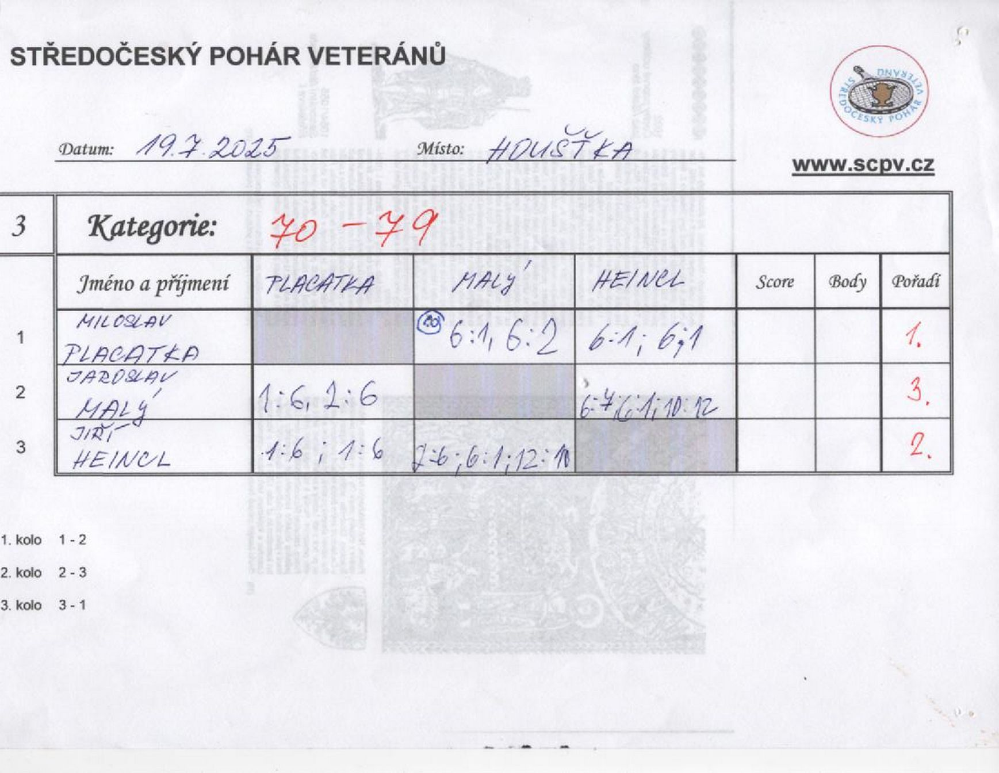 STŘEDOČESKÝ POHÁR VETERÁNŮ
STŘEDOČESKÝ POHÁR VETERÁNŮ
Datum: 19.7.2025 Místo: HOUŠŤKA
www.scpv.cz
3 Kategorie: 70 - 79
Jméno a příjmení PLACATKA MALÝ HEINCL Score Body Pořadí
1 MILOSLAV PLACATKA 6:1, 6:2 6:1; 6:1 1.
2 JAROSLAV MALÝ 1:6, 2:6 6:7; 6:1; 10:12 3.
3 JIŘÍ HEINCL 1:6 ; 1:6 6:1; 12:10 2.
1. kolo 1 - 2
2. kolo 2 - 3
3. kolo 3 - 1